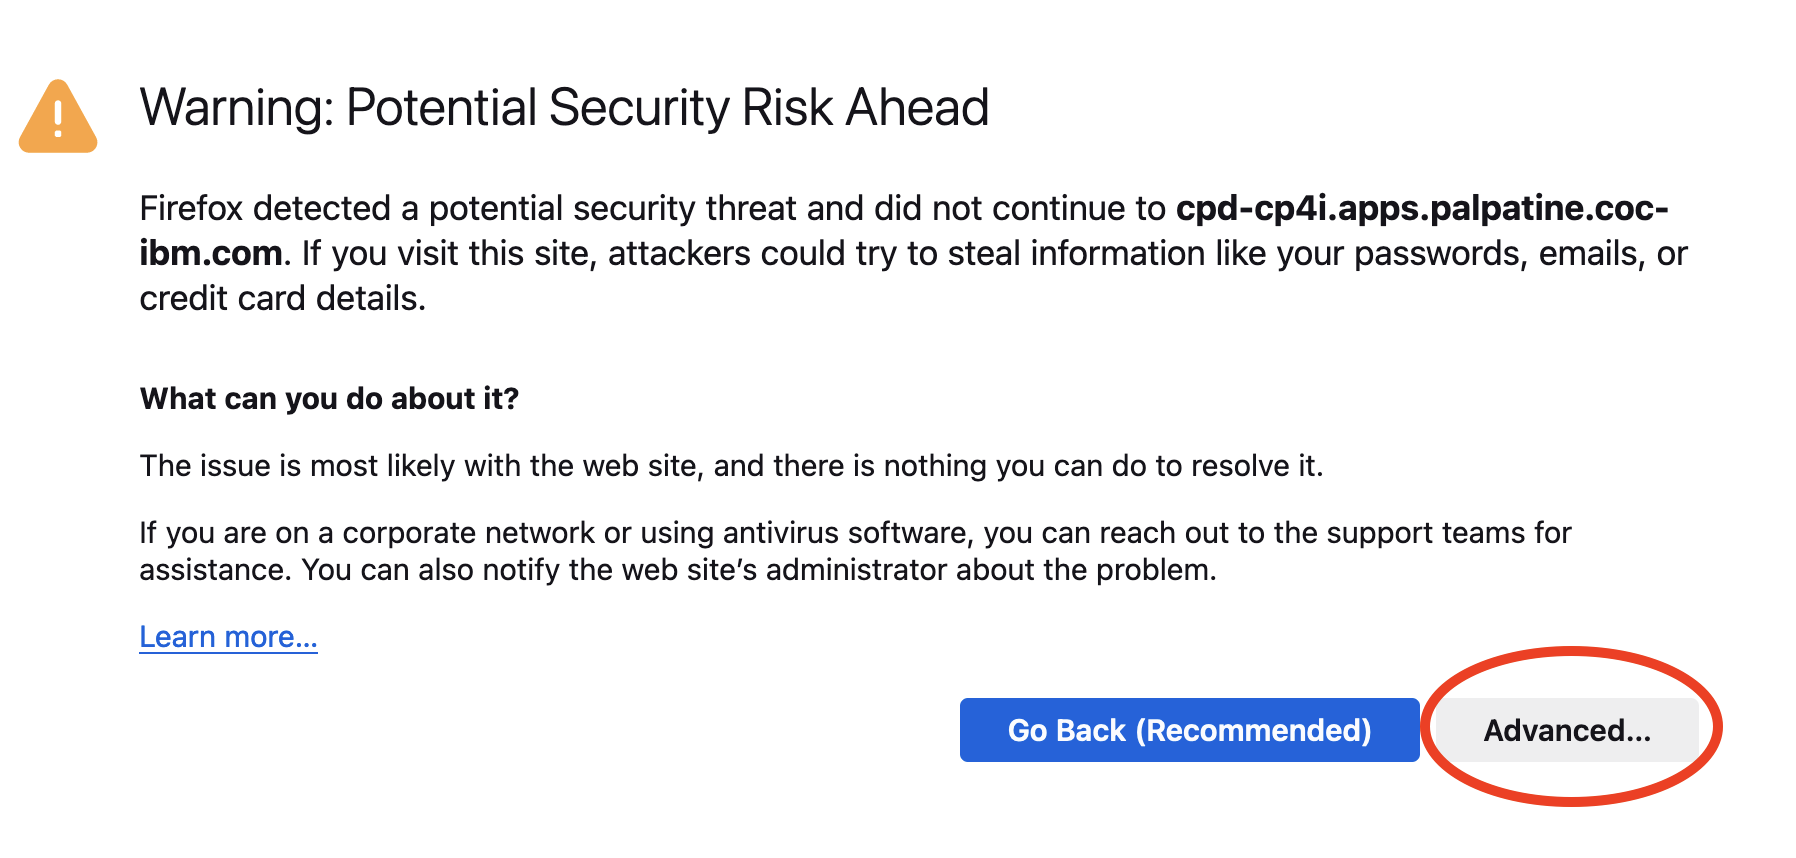 Warning: Potential Security Risk Ahead
Firefox detected a potential security threat and did not continue to cpd-cp4i.apps.palpatine.coc-
ibm.com. If you visit this site, attackers could try to steal information like your passwords, emails, or
credit card details.
What can you do about it?
The issue is most likely with the web site, and there is nothing you can do to resolve it.
If you are on a corporate network or using antivirus software, you can reach out to the support teams for
assistance. You can also notify the web site’s administrator about the problem.
Learn more...
Go Back (Recommended)
Advanced...